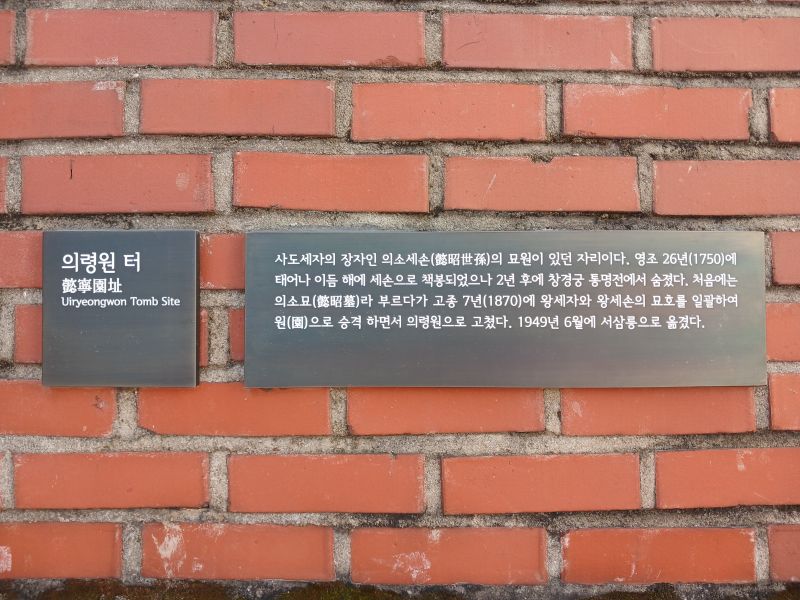 의령원 터
懿寧園址
Uiryeongwon Tomb Site
사도세자의 장자인 의소세손(懿昭世孫)의 묘원이 있던 자리이다. 영조 26년(1750)에
태어나 이듬 해에 세손으로 책봉되었으나 2년 후에 창경궁 통명전에서 숨졌다. 처음에는
의소묘(懿昭墓)라 부르다가 고종 7년(1870)에 왕세자와 왕세손의 묘호를 일괄하여
원(園)으로 승격 하면서 의령원으로 고쳤다. 1949년 6월에 서삼릉으로 옮겼다.